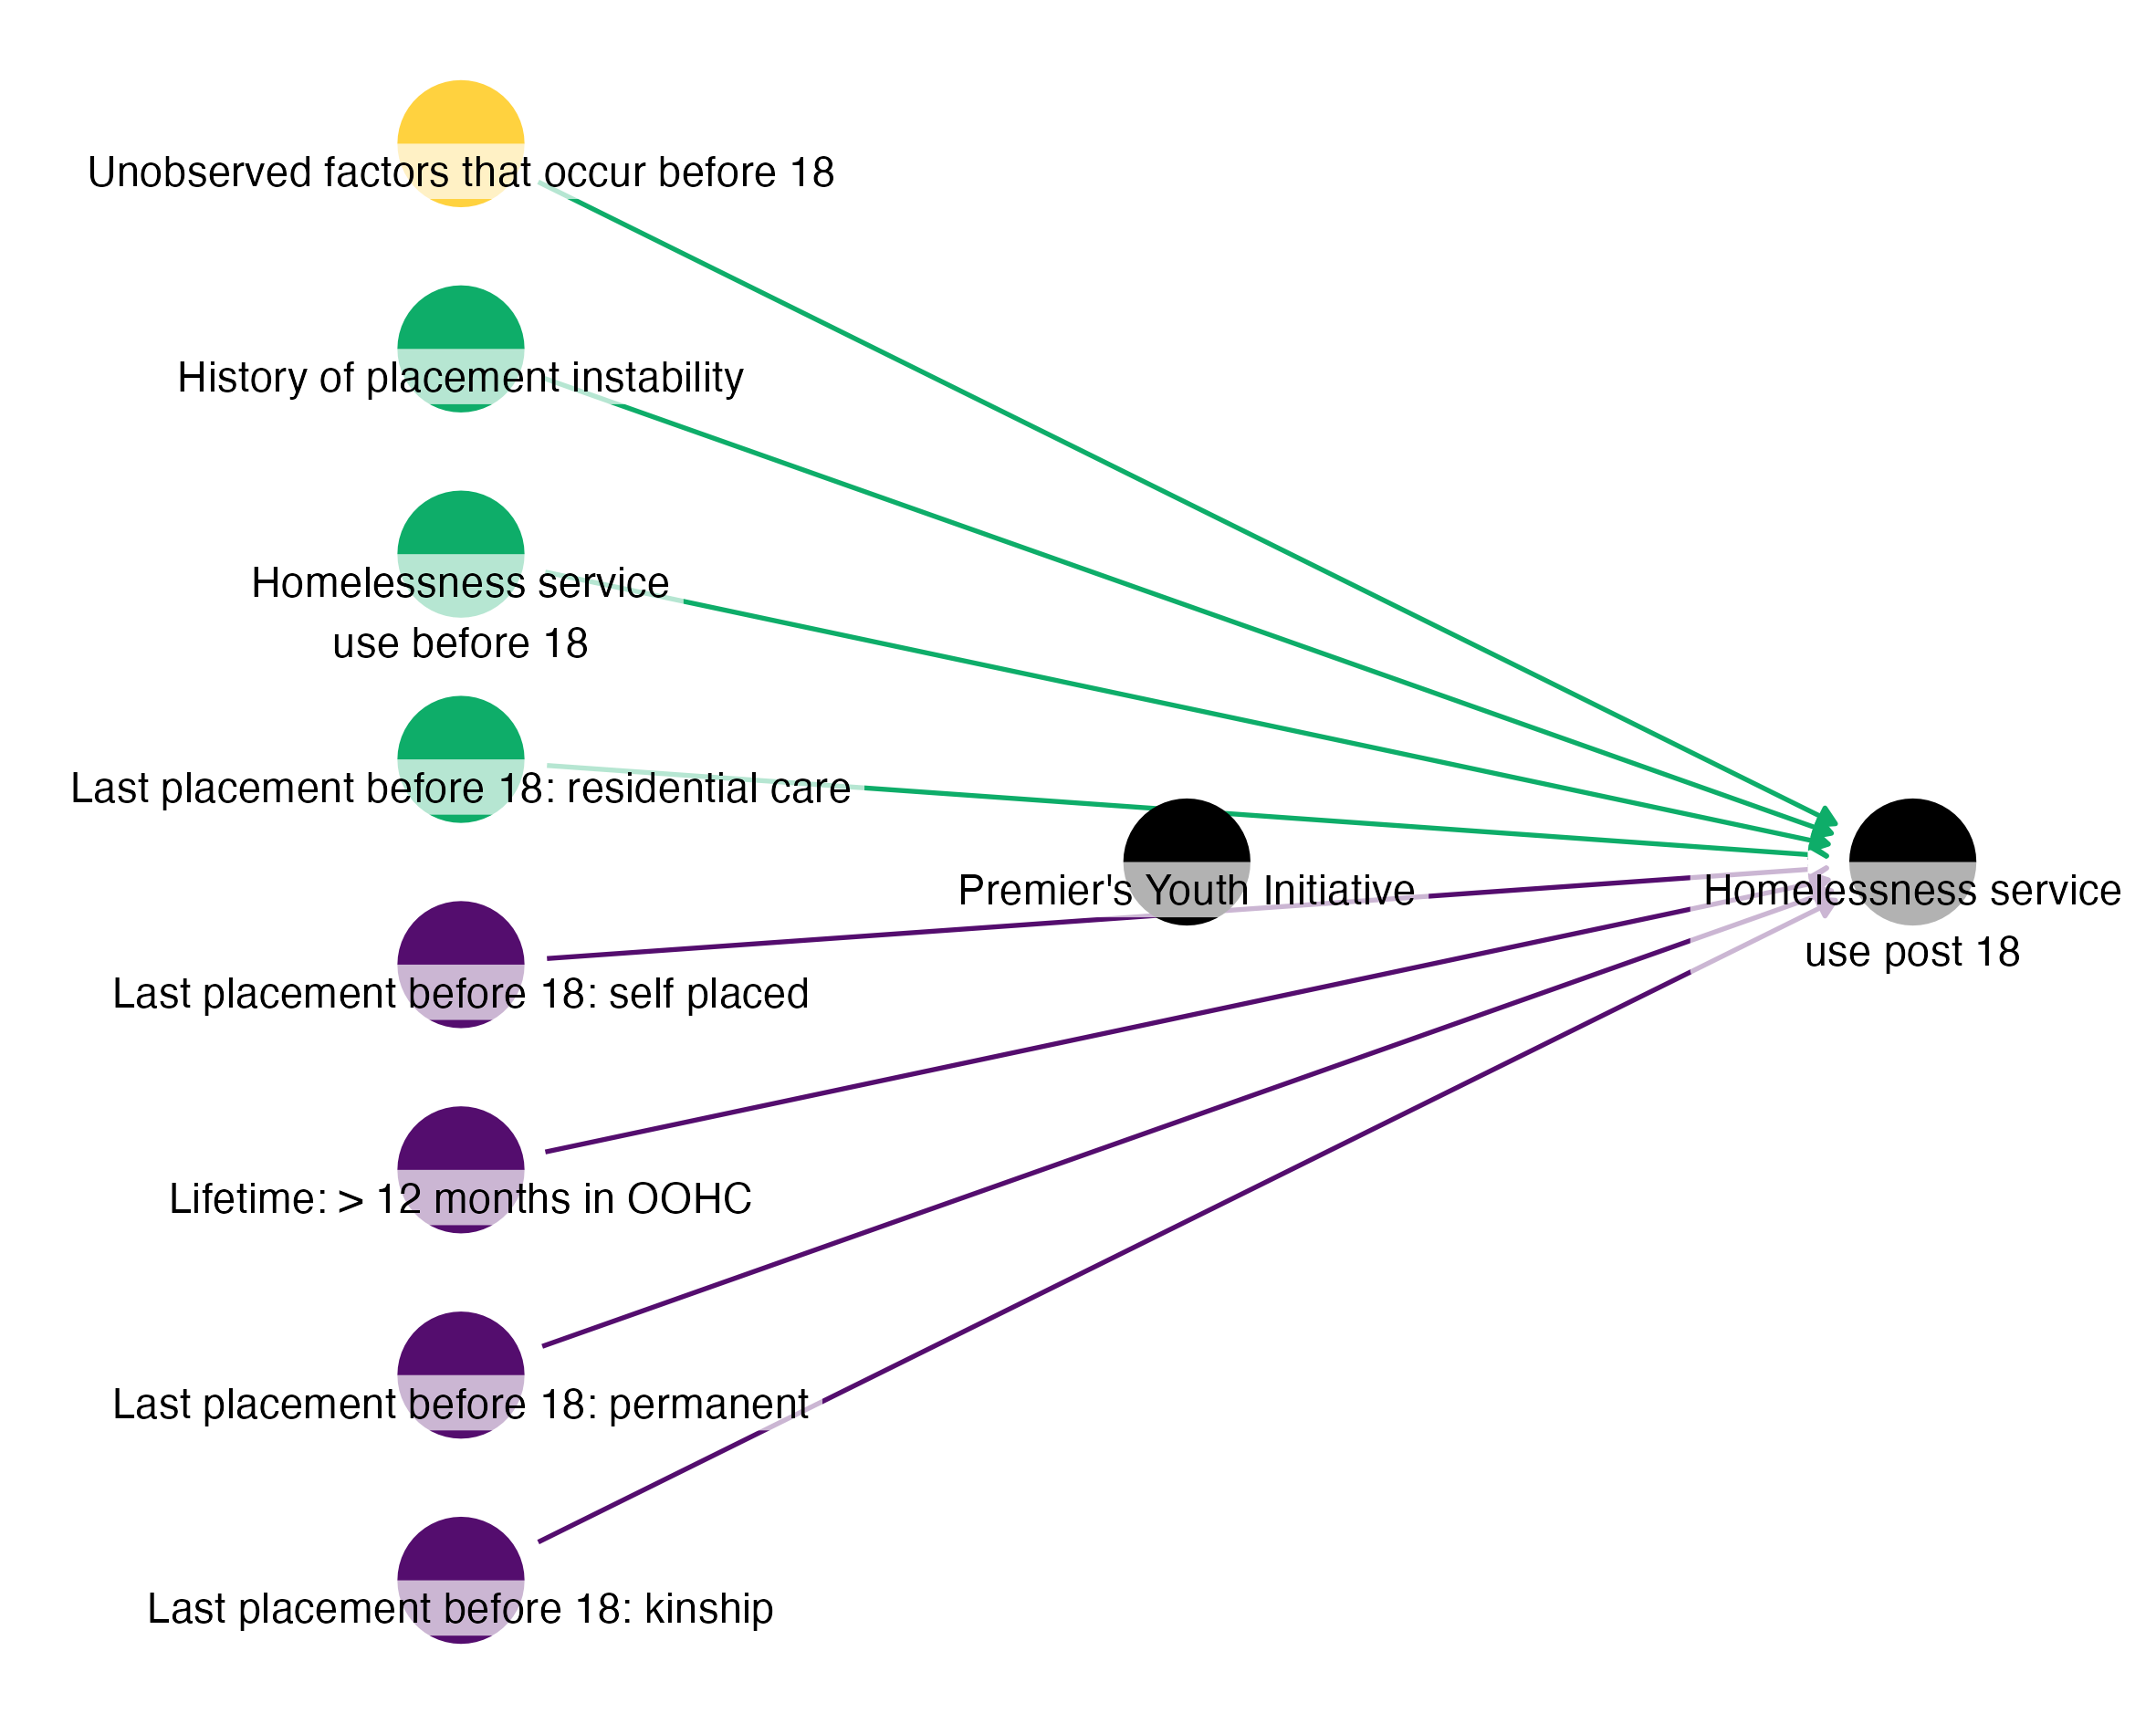 Unobserved factors that occur before 18
History of placement instability
Homelessness service
use before 18
Last placement before 18: residential care
Premier's Youth Initiative
Homelessness service
use post 18
Last placement before 18: self placed
Lifetime: > 12 months in OOHC
Last placement before 18: permanent
Last placement before 18: kinship